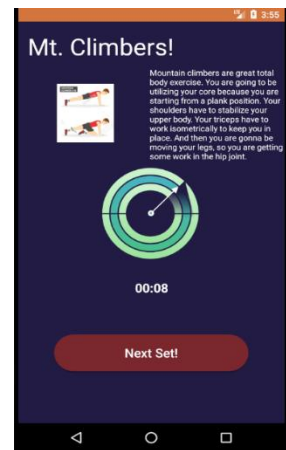 3:55
Mt. Climbers!
Mountain climbers are great total
body exercise. You are going to be
utilizing your core because you are
starting from a plank position. Your
shoulders have to stabilize your
upper body. Your triceps have to
work isometrically to keep you in
place. And then you are gonna be
moving your legs, so you are getting
some work in the hip joint.
00:08
Next Set!